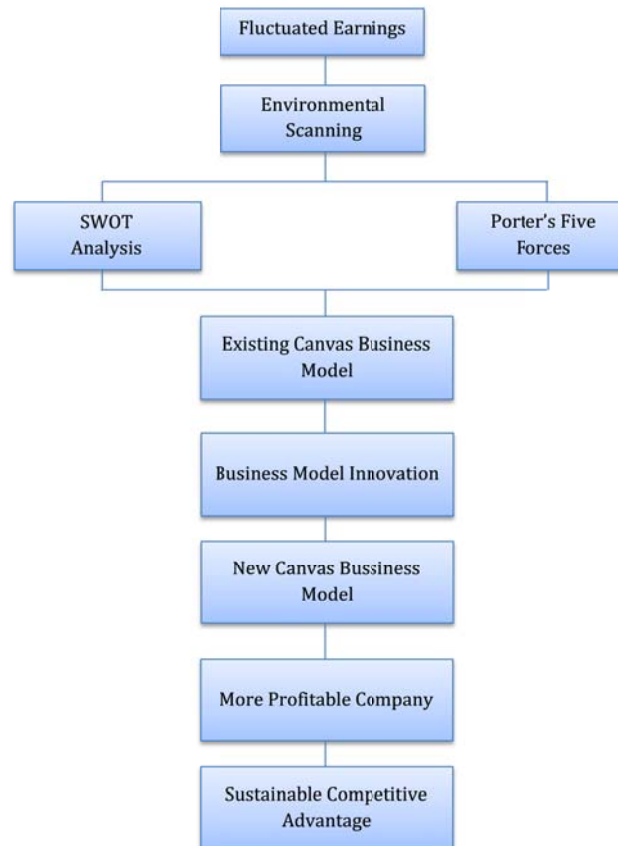 Fluctuated Earnings
Environmental
Scanning
SWOT
Analysis
Porter's Five
Forces
Existing Canvas Business
Model
Business Model Innovation
New Canvas Bussiness
Model
More Profitable Company
Sustainable Competitive
Advantage